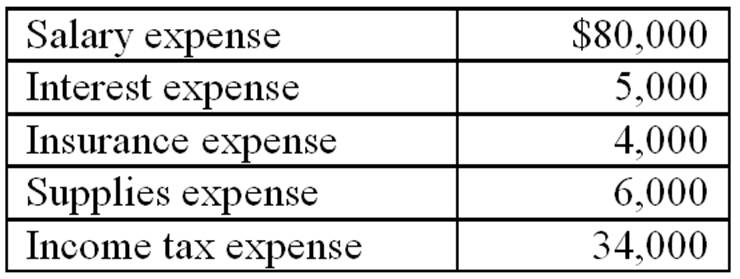 Salary expense $80,000
Interest expense 5,000
Insurance expense 4,000
Supplies expense 6,000
Income tax expense 34,000